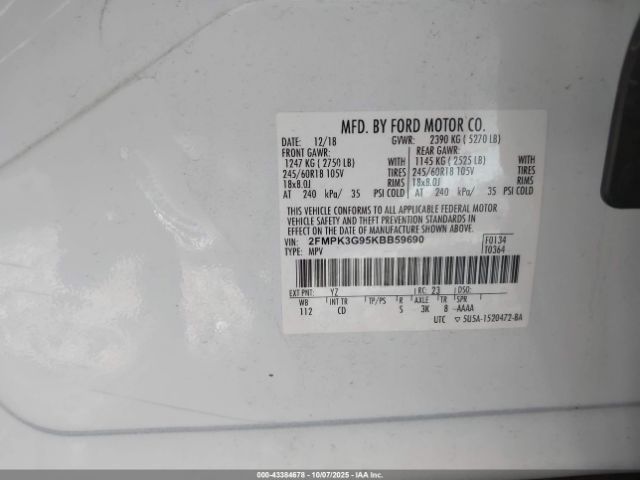 MFD. BY FORD MOTOR CO.
DATE: 12/18 GVWR: 2390 KG ( 5270 LB)
FRONT GAWR: REAR GAWR:
1247 KG ( 2750 LB) WITH 1145 KG ( 2525 LB) WITH
245/60R18 105V TIRES 245/60R18 105V TIRES
18x8.0J RIMS 18x8.0J RIMS
AT 240 kPa/ 35 PSI COLD AT 240 kPa/ 35 PSI COLD
THIS VEHICLE CONFORMS TO ALL APPLICABLE FEDERAL MOTOR
VEHICLE SAFETY AND THEFT PREVENTION STANDARDS IN
EFFECT ON THE DATE OF MANUFACTURE SHOWN ABOVE.
VIN: 2FMPK3G95KBB59690 F0134
TYPE: MPV T0364
EXT PNT: YZ RC: 23 DSO:
WB INT TR TP/PS R AXLE TR SPR
112 CD S 3K 8 AAAA
UTC ▽ 5U5A-1520472-BA
000-43384678 - 10/07/2025 - IAAI.COM